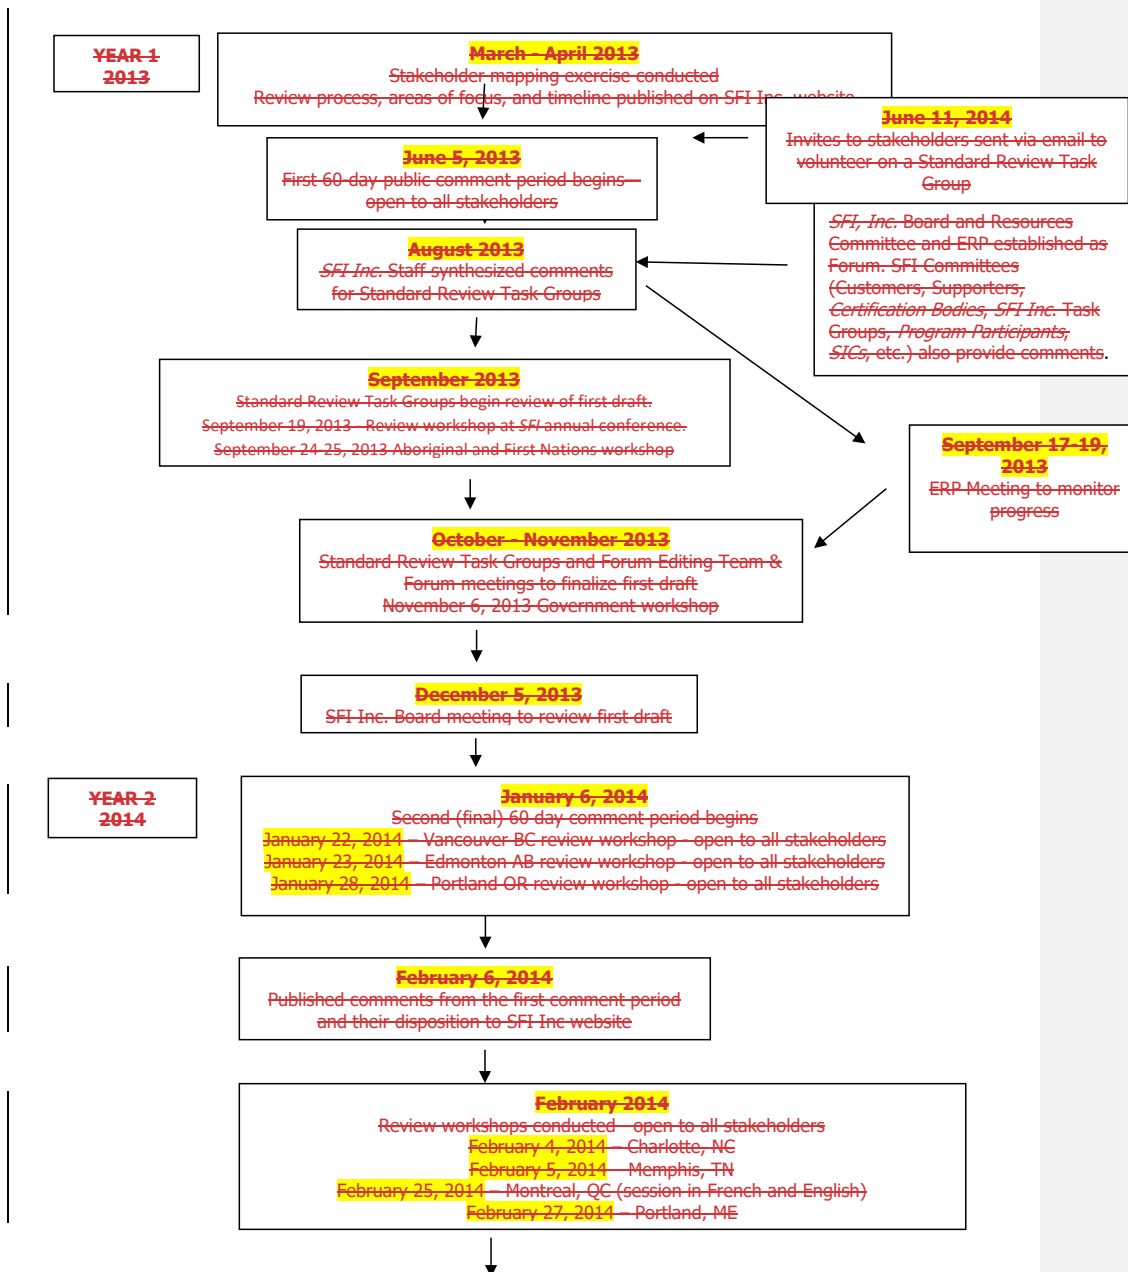 YEAR 1
2013
March - April 2013
Stakeholder mapping exercise conducted
Review process, areas of focus, and timeline published on SFI Inc. website
June 11, 2014
Invites to stakeholders sent via email to
volunteer on a Standard Review Task
Group
June 5, 2013
First 60-day public comment period begins—
open to all stakeholders
SFI, Inc. Board and Resources
Committee and ERP established as
Forum. SFI Committees
(Customers, Supporters,
Certification Bodies, SFI Inc. Task
Groups, Program Participants,
SICs, etc.) also provide comments.
August 2013
SFI Inc. Staff synthesized comments
for Standard Review Task Groups
September 2013
Standard Review Task Groups begin review of first draft.
September 19, 2013 - Review workshop at SFI annual conference.
September 24-25, 2013 Aboriginal and First Nations workshop
September 17-19,
2013
ERP Meeting to monitor
progress
October - November 2013
Standard Review Task Groups and Forum Editing Team &
Forum meetings to finalize first draft
November 6, 2013 Government workshop
December 5, 2013
SFI Inc. Board meeting to review first draft
YEAR 2
2014
January 6, 2014
Second (final) 60 day comment period begins
January 22, 2014 – Vancouver BC review workshop - open to all stakeholders
January 23, 2014 – Edmonton AB review workshop - open to all stakeholders
January 28, 2014 – Portland OR review workshop - open to all stakeholders
February 6, 2014
Published comments from the first comment period
and their disposition to SFI Inc website
February 2014
Review workshops conducted - open to all stakeholders
February 4, 2014 – Charlotte, NC
February 5, 2014 – Memphis, TN
February 25, 2014 – Montreal, QC (session in French and English)
February 27, 2014 – Portland, ME